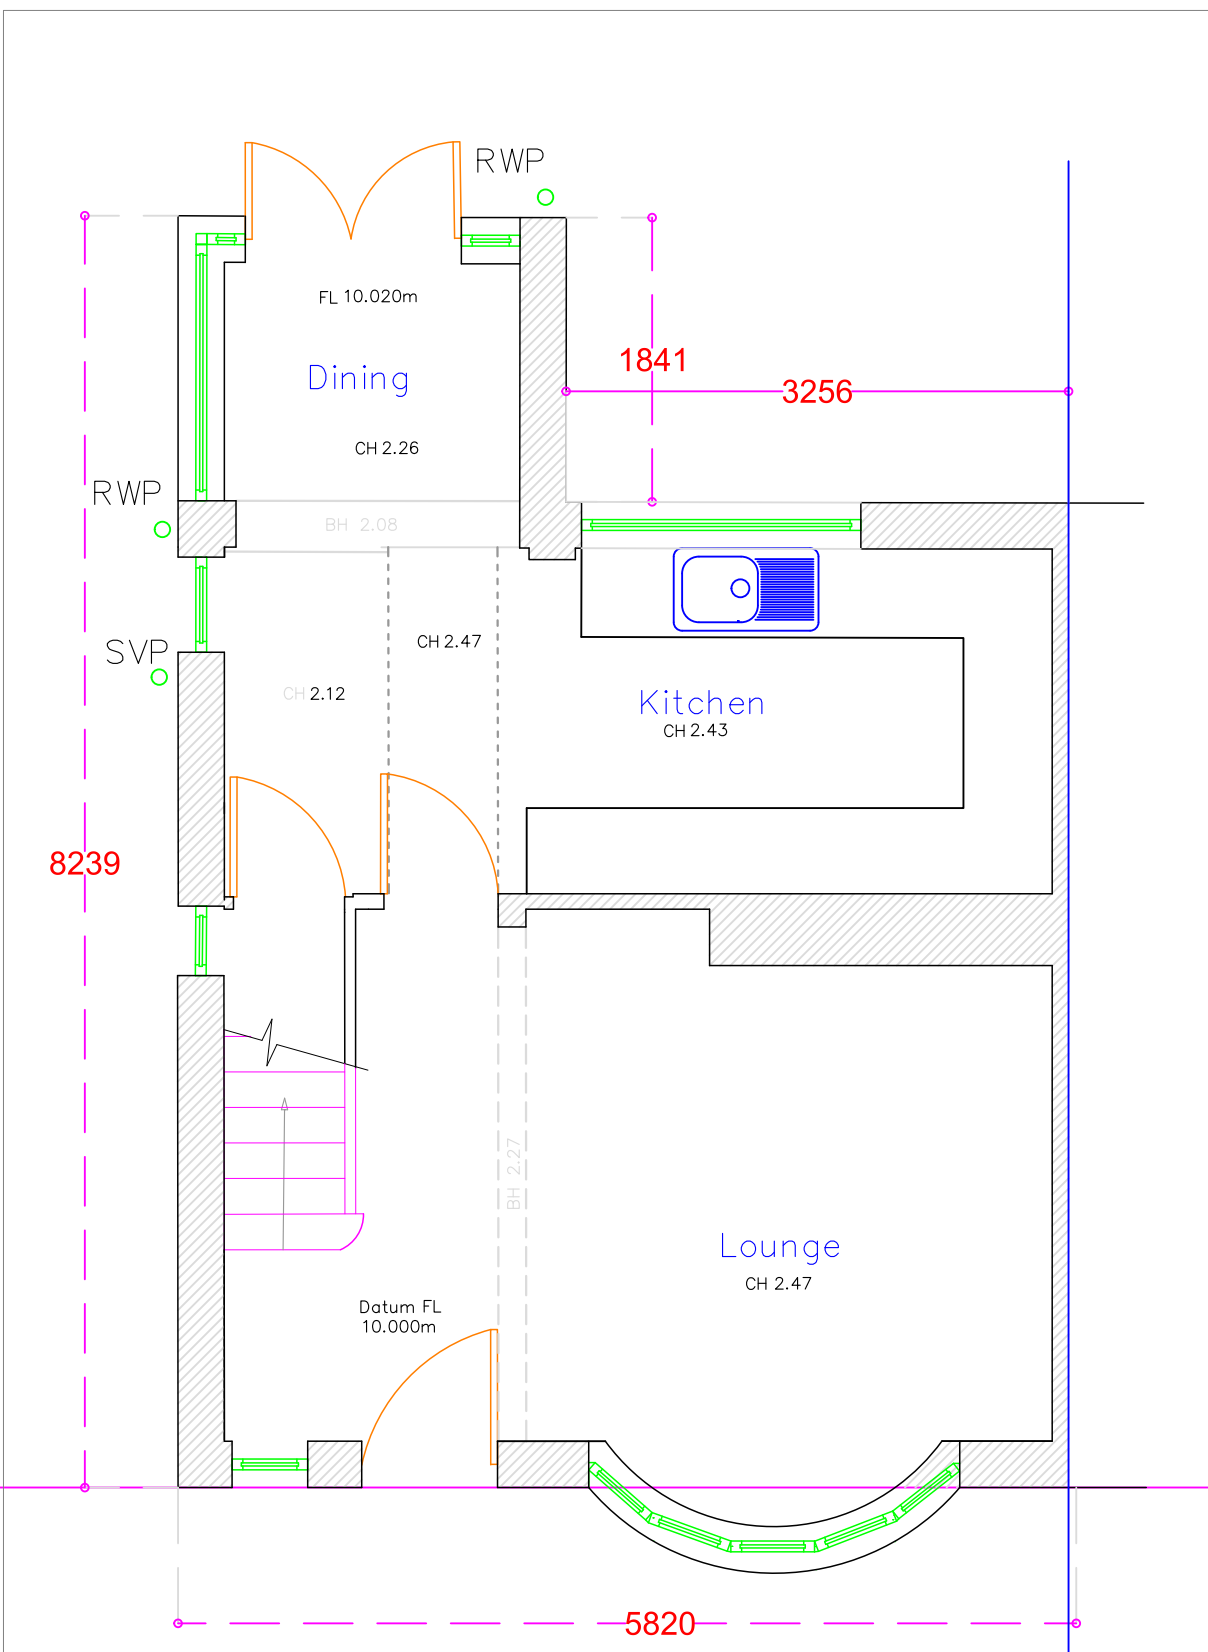 RWP
FL 10.020m
1841
Dining
3256
CH 2.26
RWP
BH 2.08
CH 2.47
SVP
CH 2.12
Kitchen
CH 2.43
8239
BH 2.27
Lounge
CH 2.47
Datum FL
10.000m
5820